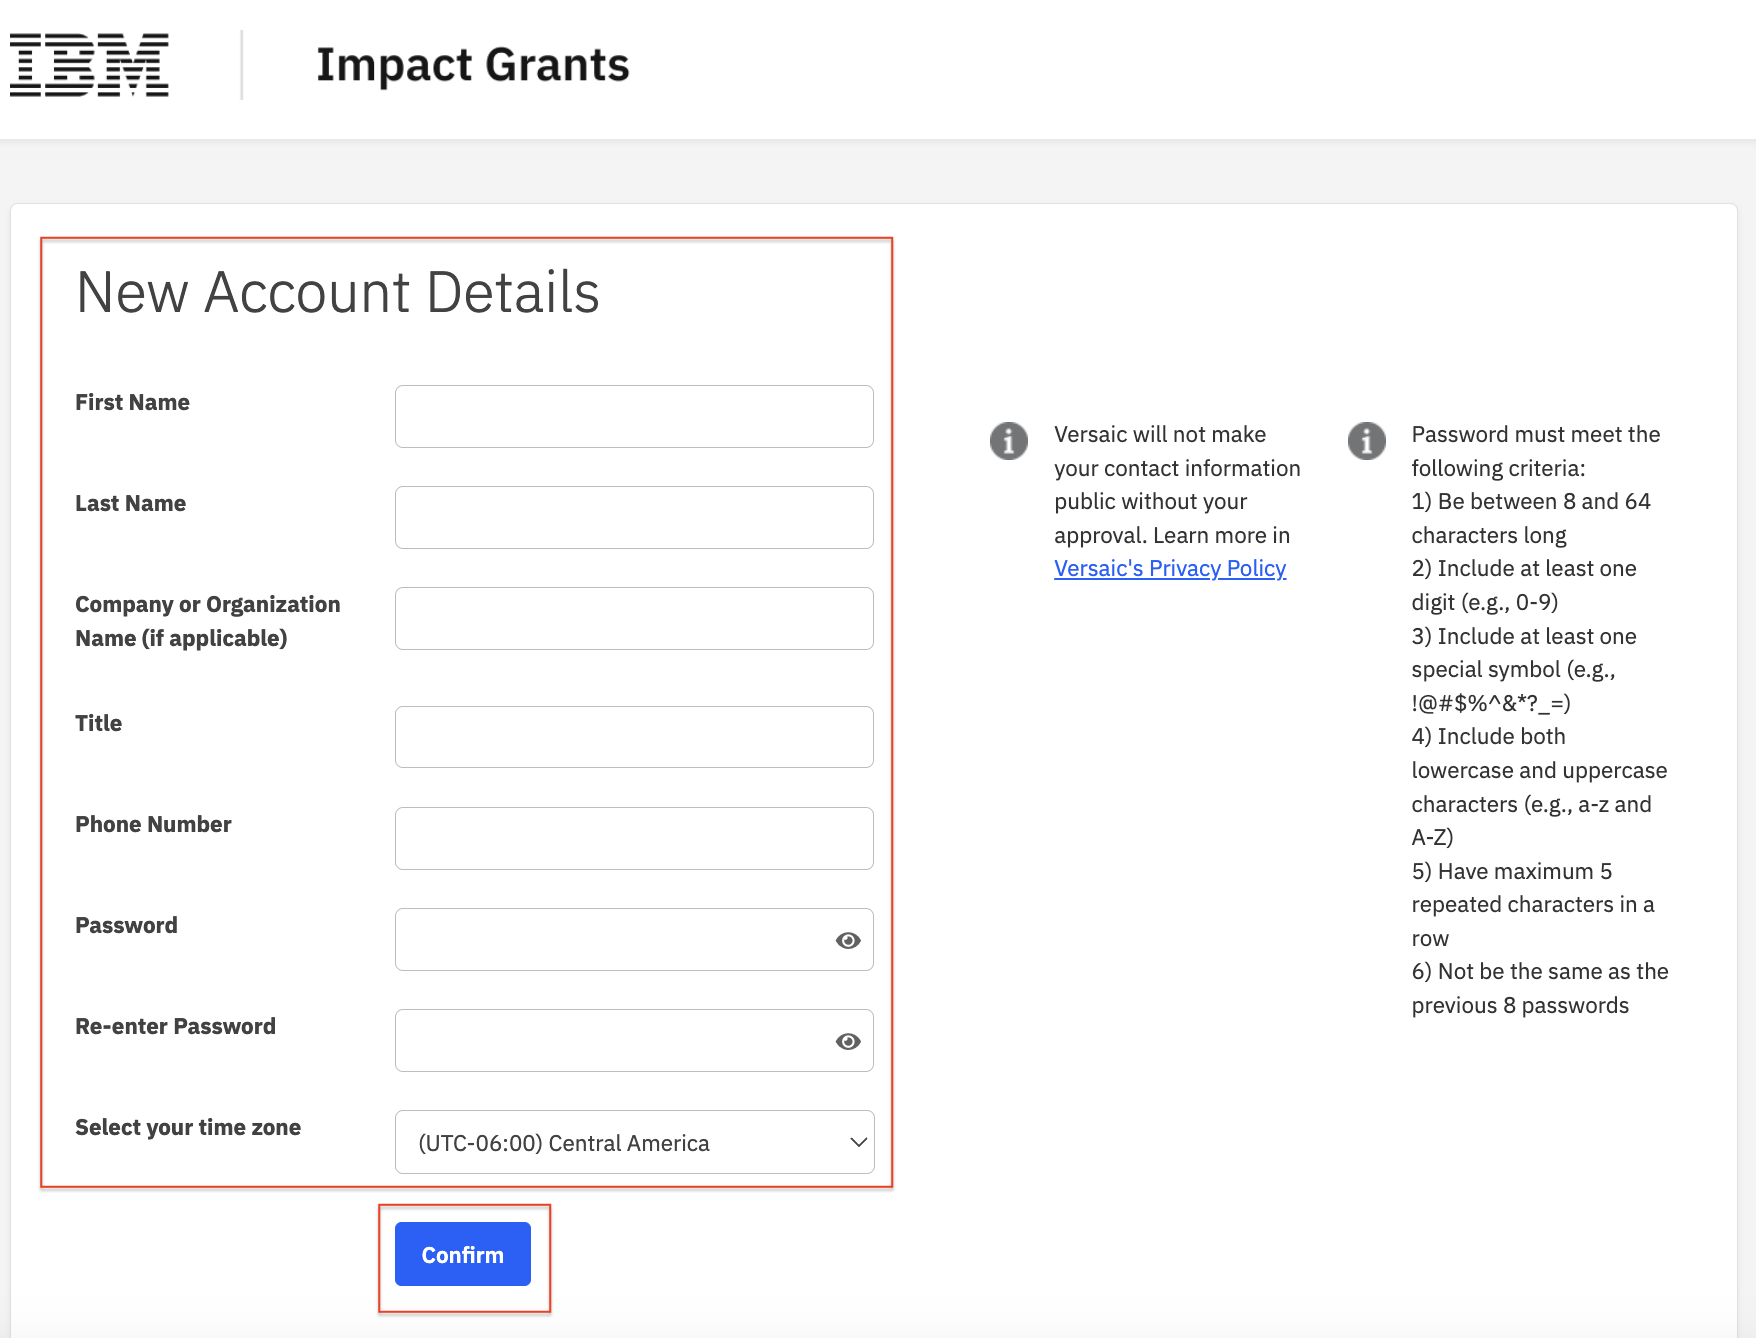 IBM
Impact Grants
New Account Details
First Name
Last Name
Company or Organization
Name (if applicable)
Title
Phone Number
Password
Re-enter Password
Select your time zone
(UTC-06:00) Central America
Confirm
Versaic will not make
your contact information
public without your
approval. Learn more in
Versaic's Privacy Policy
Password must meet the
following criteria:
1) Be between 8 and 64
characters long
2) Include at least one
digit (e.g., 0-9)
3) Include at least one
special symbol (e.g.,
!@#$%^&*?_=)
4) Include both
lowercase and uppercase
characters (e.g., a-z and
A-Z)
5) Have maximum 5
repeated characters in a
row
6) Not be the same as the
previous 8 passwords